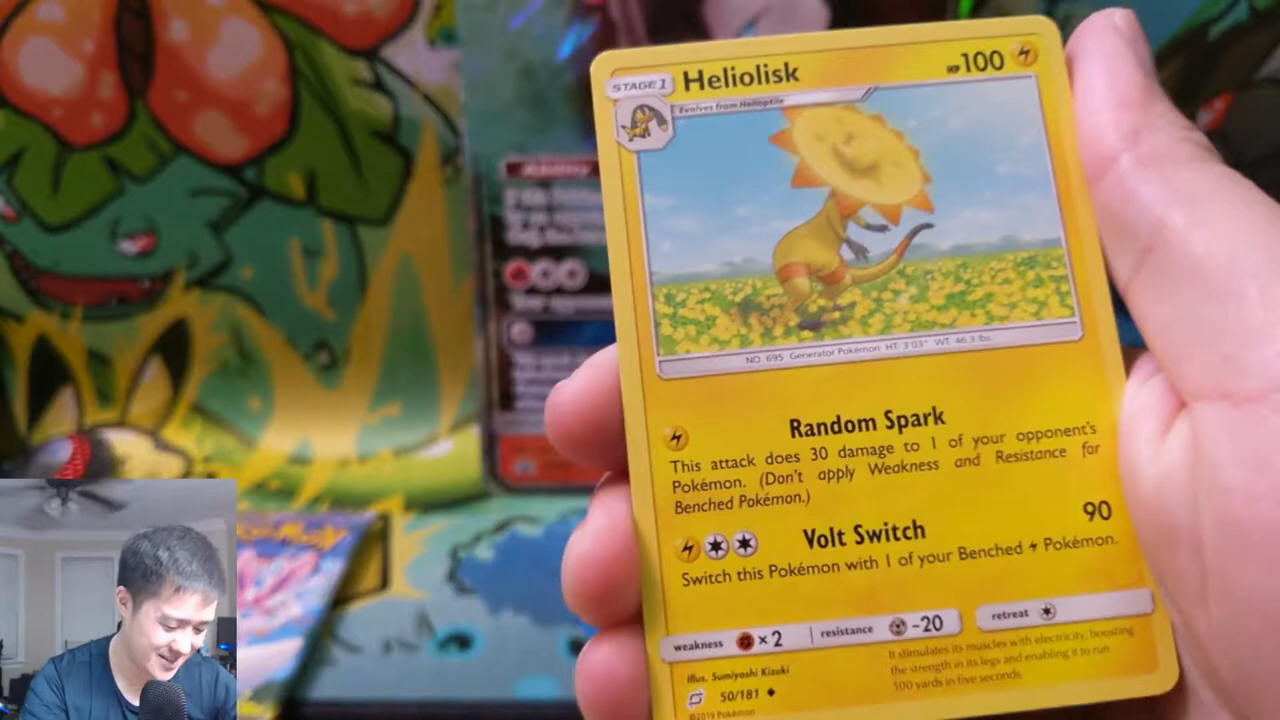 STAGE 1
Heliolisk
HP 100
Evolves from Helioptile
NO. 695 Generator Pokémon HT: 3'03" WT: 46.3 lbs.
Random Spark
This attack does 30 damage to 1 of your opponent's
Pokémon. (Don't apply Weakness and Resistance for
Benched Pokémon.)
Volt Switch 90
Switch this Pokémon with 1 of your Benched Pokémon.
weakness ×2 resistance -20 retreat
It stimulates its muscles with electricity, boosting
the strength in its legs and enabling it to run
100 yards in five seconds.
Illus. Sumiyoshi Kizuki
50/181
©2019 Pokémon
Ability